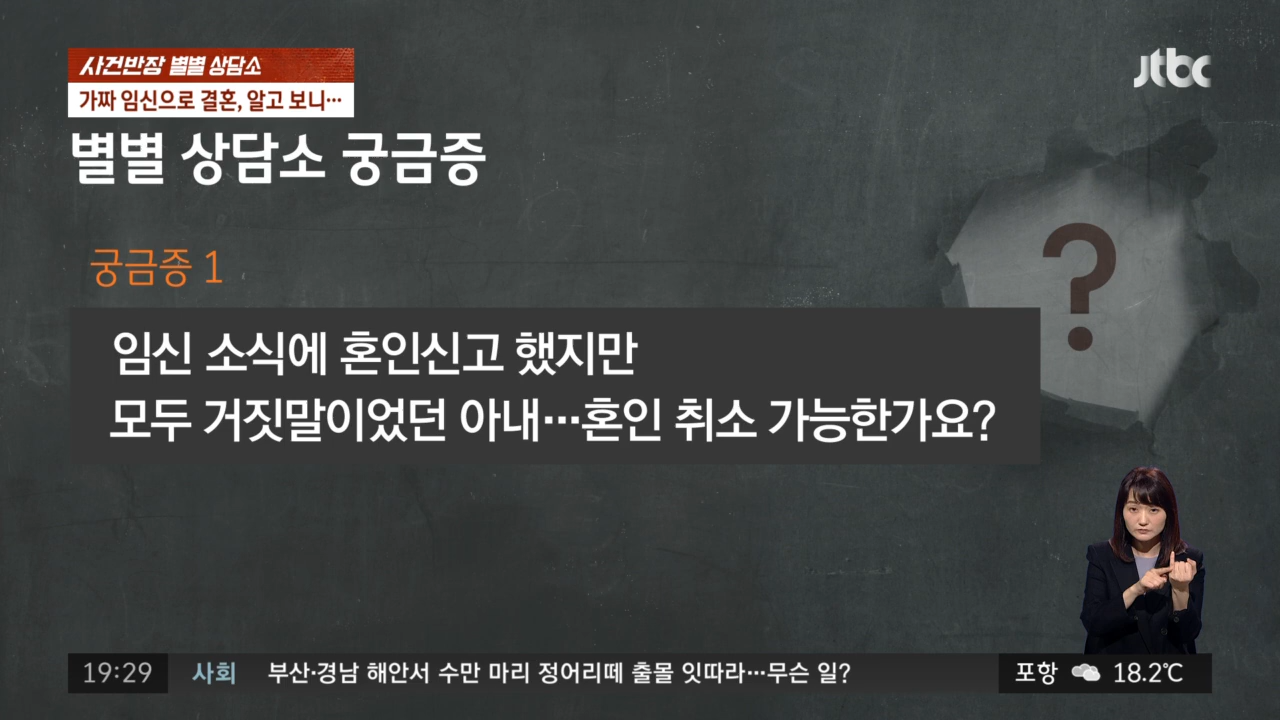 사건반장 별별 상담소
jtbc
가짜 임신으로 결혼, 알고 보니…
별별 상담소 궁금증
궁금증 1
?
임신 소식에 혼인신고 했지만
모두 거짓말이었던 아내…혼인 취소 가능한가요?
19:29 사회 부산·경남 해안서 수만 마리 정어리떼 출몰 잇따라…무슨 일? 포항 18.2℃